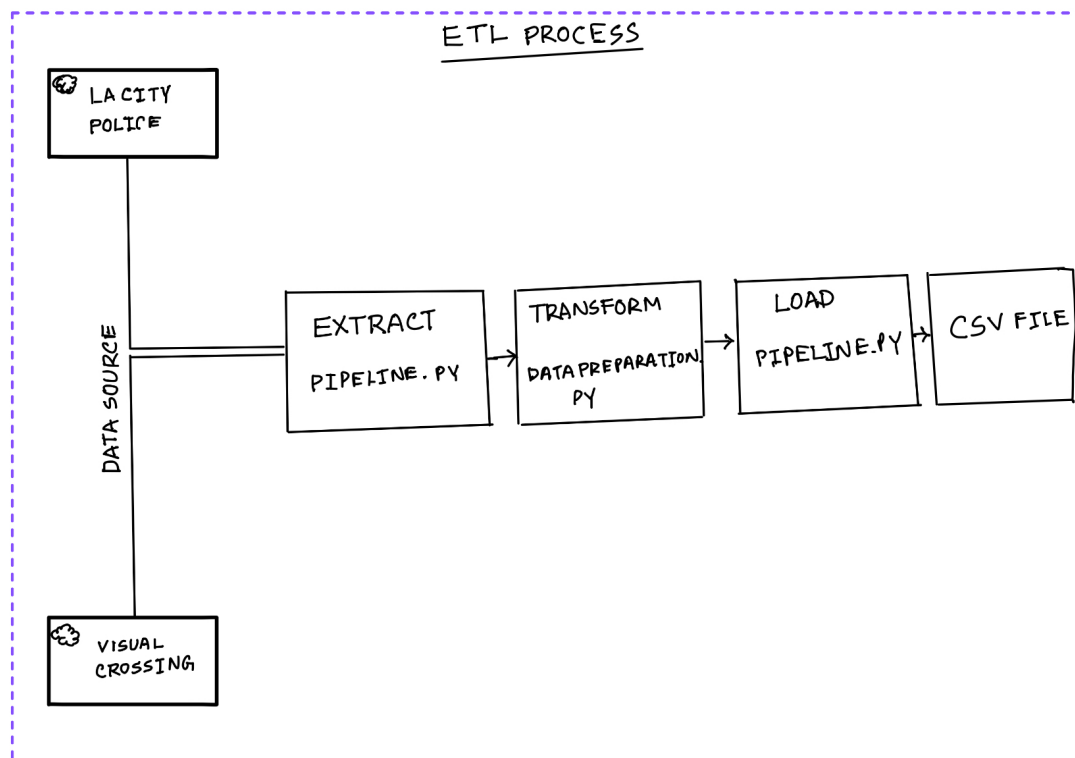 ETL PROCESS
LA CITY
POLICE
DATA SOURCE
EXTRACT
PIPELINE.PY
TRANSFORM
DATAPREPARATION.
PY
LOAD
PIPELINE.PY
CSV FILE
VISUAL
CROSSING